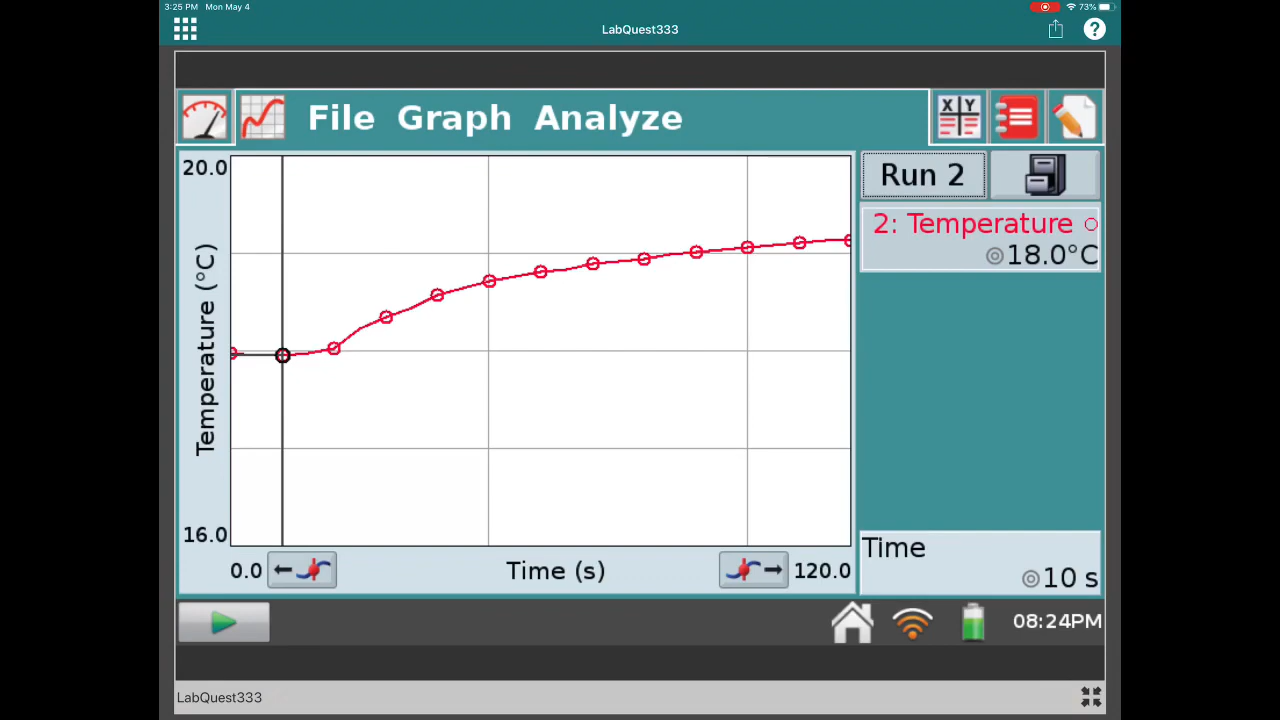 3:25 PM Mon May 4
73%
LabQuest333
?
File Graph Analyze
X Y
20.0
Run 2
2: Temperature
18.0°C
Temperature (°C)
16.0
Time
0.0
Time (s)
120.0
10 s
08:24PM
LabQuest333